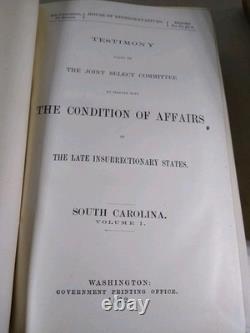 HOUSE OF REPRESENTATIVES.
TESTIMONY
TAKEN BY
THE JOINT SELECT COMMITTEE
TO INQUIRE INTO
THE CONDITION OF AFFAIRS
IN
THE LATE INSURRECTIONARY STATES.
SOUTH CAROLINA.
VOLUME I.
WASHINGTON:
GOVERNMENT PRINTING OFFICE.